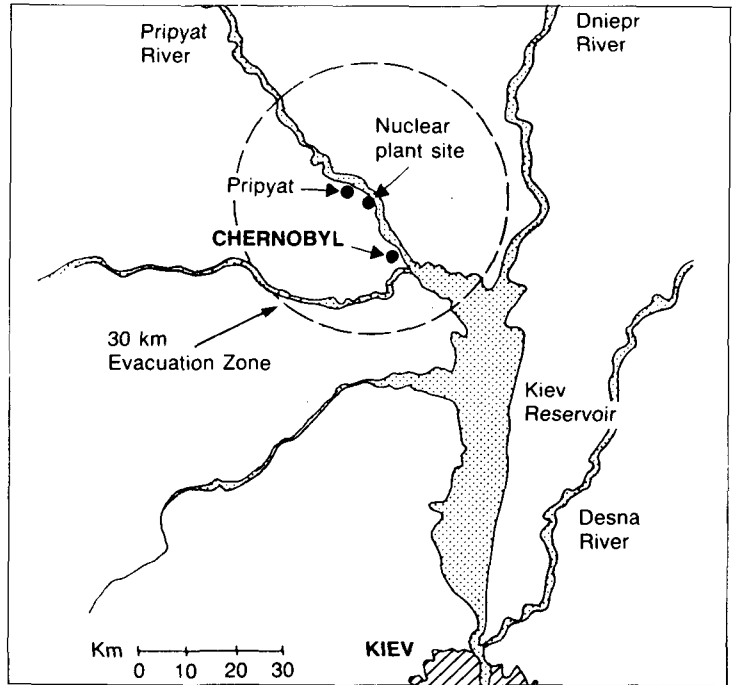 Pripyat
River
Dniepr
River
Nuclear
plant site
Pripyat
CHERNOBYL
30 km
Evacuation Zone
Kiev
Reservoir
Desna
River
Km
0 10 20 30
KIEV